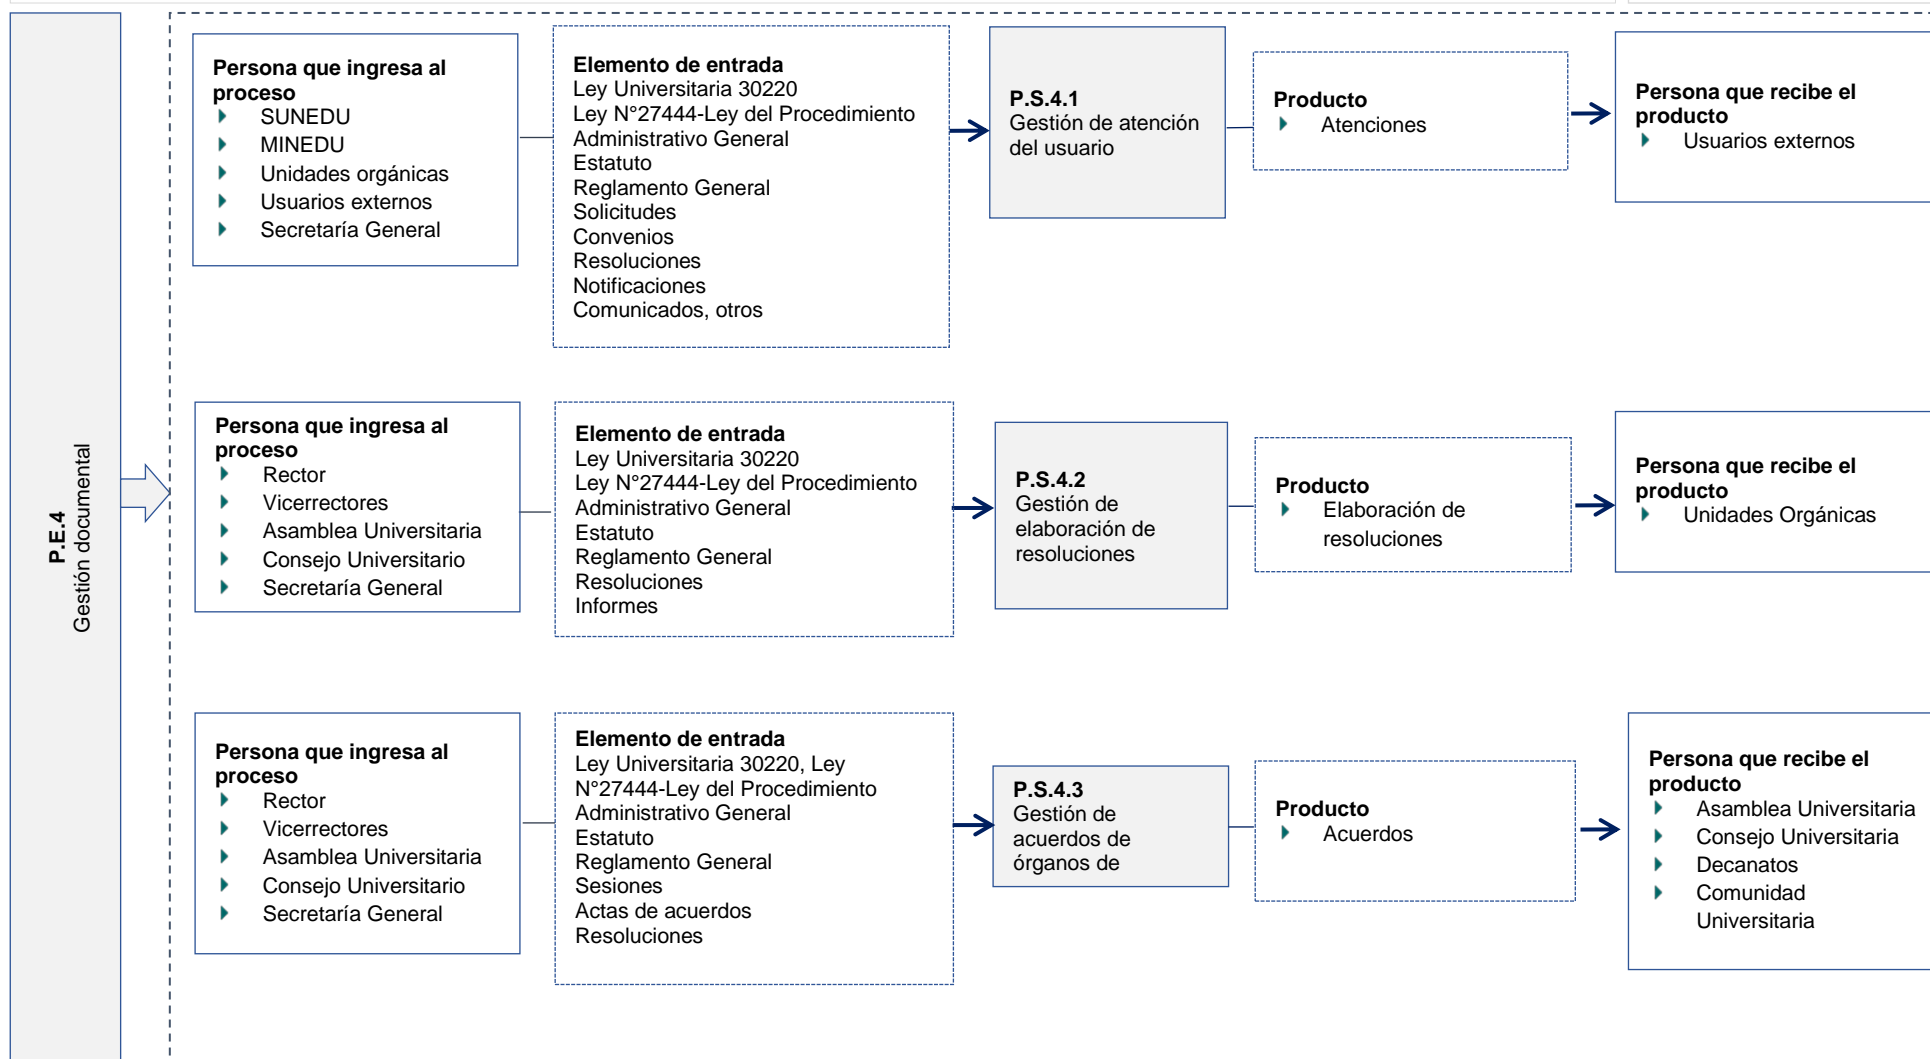 P.E.4
Gestión documental
Persona que ingresa al
proceso
SUNEDU
MINEDU
Unidades orgánicas
Usuarios externos
Secretaría General
Elemento de entrada
Ley Universitaria 30220
Ley N°27444-Ley del Procedimiento
Administrativo General
Estatuto
Reglamento General
Solicitudes
Convenios
Resoluciones
Notificaciones
Comunicados, otros
P.S.4.1
Gestión de atención
del usuario
Producto
Atenciones
Persona que recibe el
producto
Usuarios externos
Persona que ingresa al
proceso
Rector
Vicerrectores
Asamblea Universitaria
Consejo Universitario
Secretaría General
Elemento de entrada
Ley Universitaria 30220
Ley N°27444-Ley del Procedimiento
Administrativo General
Estatuto
Reglamento General
Resoluciones
Informes
P.S.4.2
Gestión de
elaboración de
resoluciones
Producto
Elaboración de
resoluciones
Persona que recibe el
producto
Unidades Orgánicas
Persona que ingresa al
proceso
Rector
Vicerrectores
Asamblea Universitaria
Consejo Universitario
Secretaría General
Elemento de entrada
Ley Universitaria 30220, Ley
N°27444-Ley del Procedimiento
Administrativo General
Estatuto
Reglamento General
Sesiones
Actas de acuerdos
Resoluciones
P.S.4.3
Gestión de
acuerdos de
órganos de
Producto
Acuerdos
Persona que recibe el
producto
Asamblea Universitaria
Consejo Universitaria
Decanatos
Comunidad
Universitaria